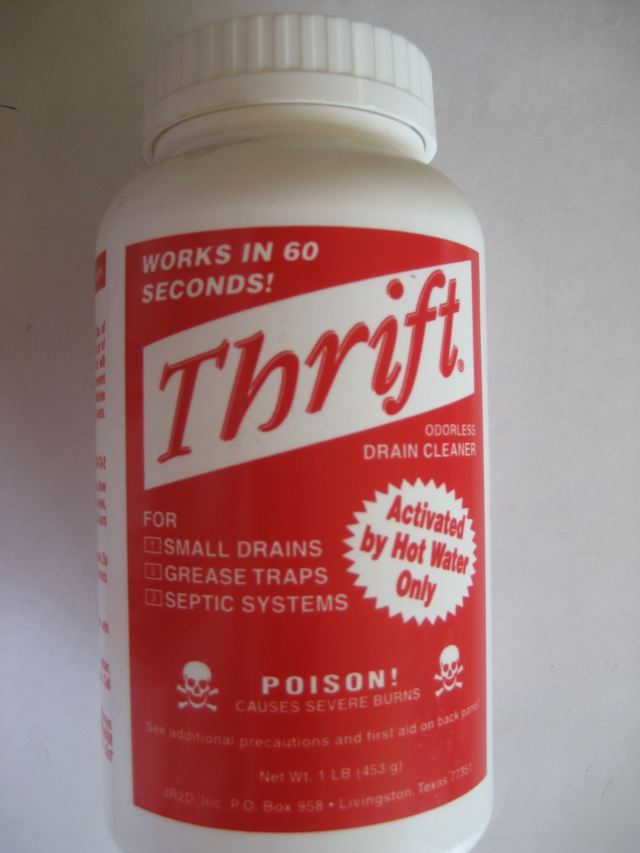 WORKS IN 60
SECONDS!
Thrift®
ODORLESS
DRAIN CLEANER
FOR
1 SMALL DRAINS
2 GREASE TRAPS
3 SEPTIC SYSTEMS
Activated
by Hot Water
Only
POISON!
CAUSES SEVERE BURNS
See additional precautions and first aid on back panel
Net Wt. 1 LB (453 g)
JR2D, Inc. P.O. Box 958 • Livingston, Texas 77351